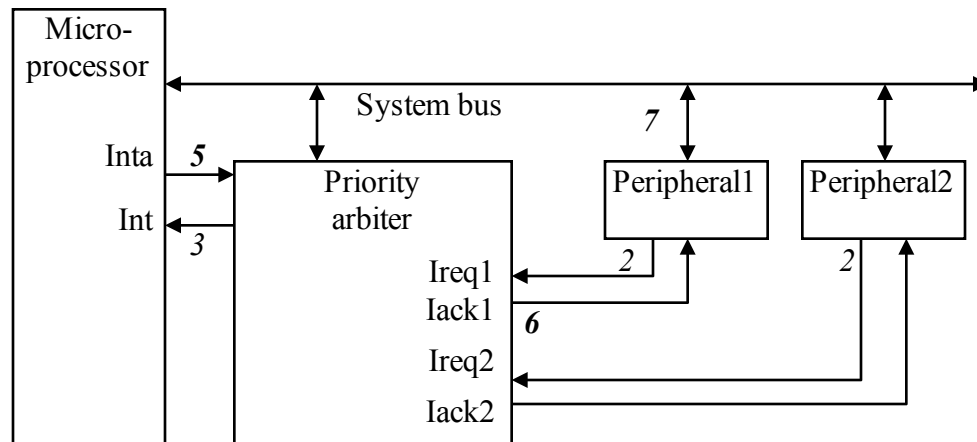 Micro-
processor
System bus
7
Inta
5
Priority
arbiter
Peripheral1
Peripheral2
Int
3
2
2
Ireq1
Iack1
6
Ireq2
Iack2